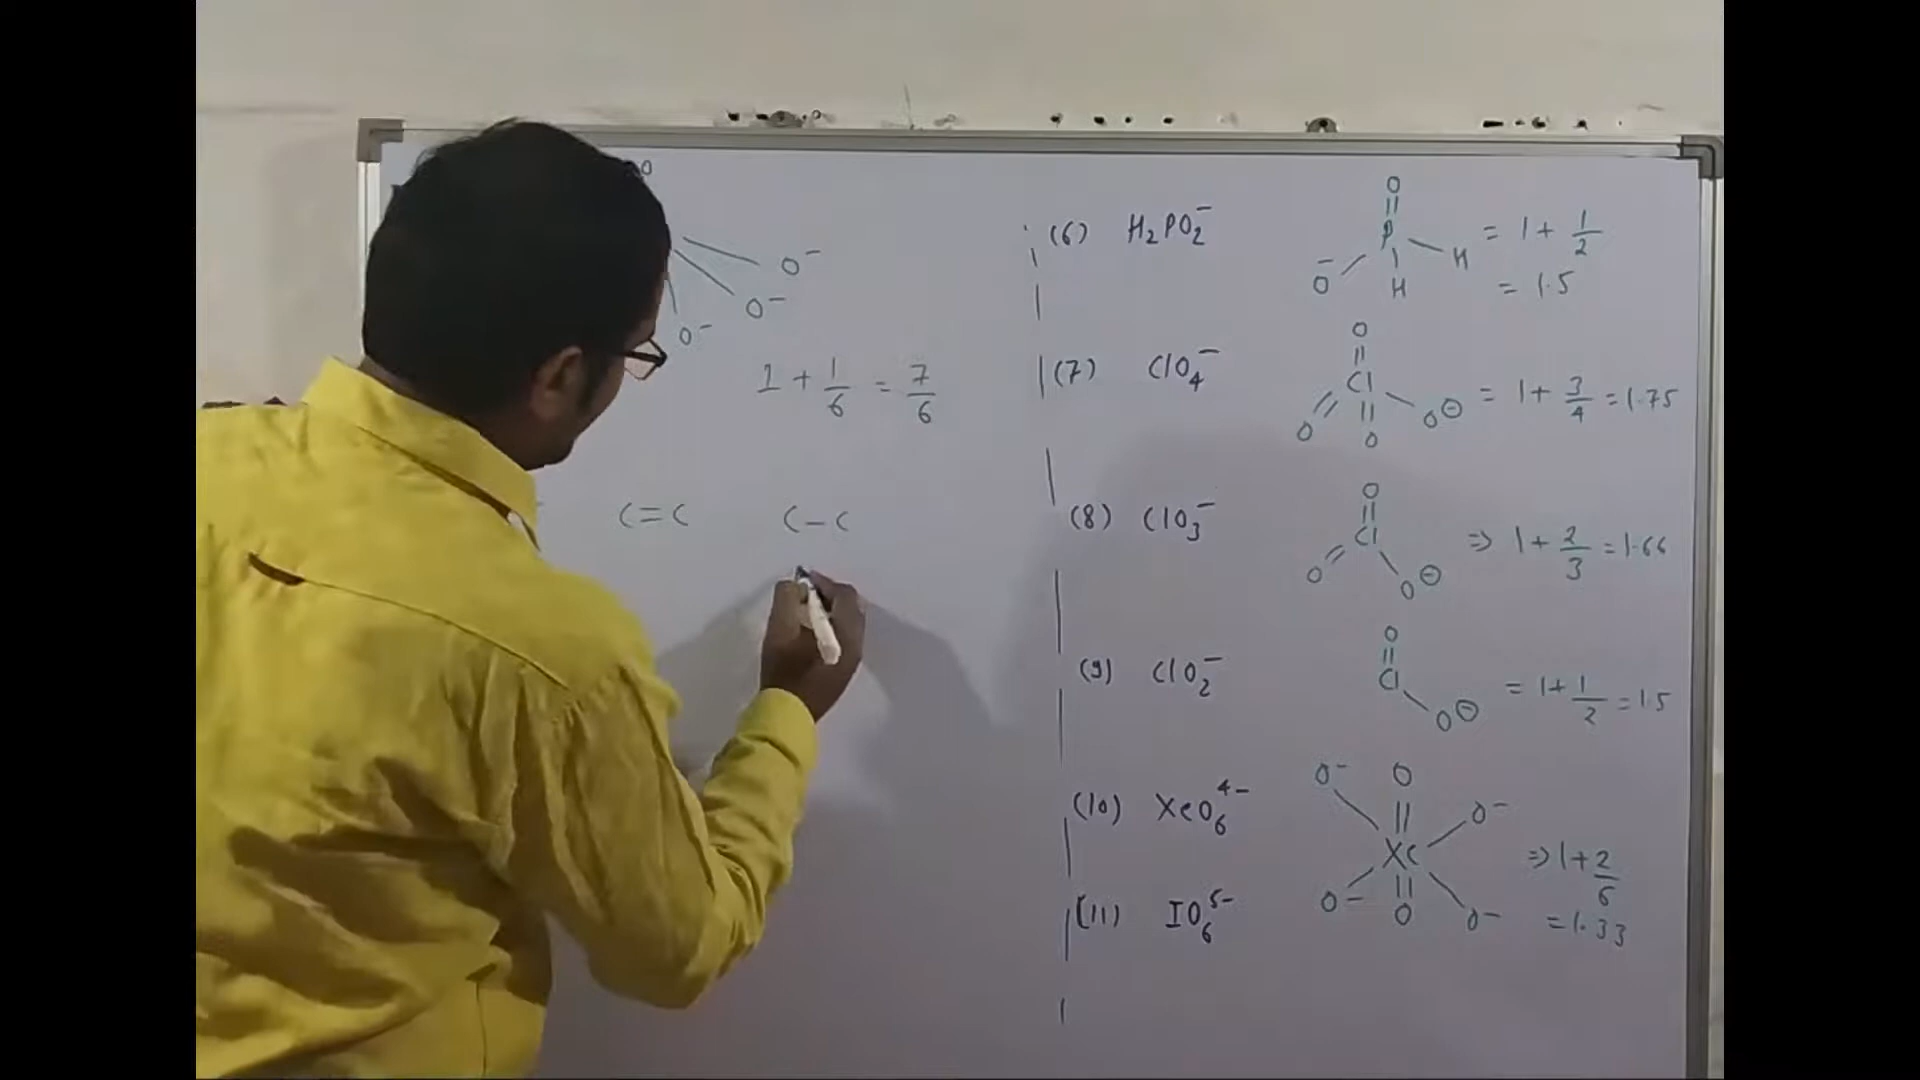 O
O⁻
O⁻
O⁻
1 + 1/6 = 7/6
C=C C-C
(6) H₂PO₂⁻
O
||
P
O⁻ H
H
= 1 + 1/2
= 1.5
(7) ClO₄⁻
O
||
Cl
O O O⊖
= 1 + 3/4 = 1.75
(8) ClO₃⁻
O
||
Cl
O O⊖
⇒ 1 + 2/3 = 1.66
(9) ClO₂⁻
O
||
Cl
O⊖
= 1 + 1/2 = 1.5
(10) XeO₆⁴⁻
O⁻ O O⁻
Xe
O⁻ O O⁻
⇒ 1 + 2/6
= 1.33
(11) IO₆⁵⁻